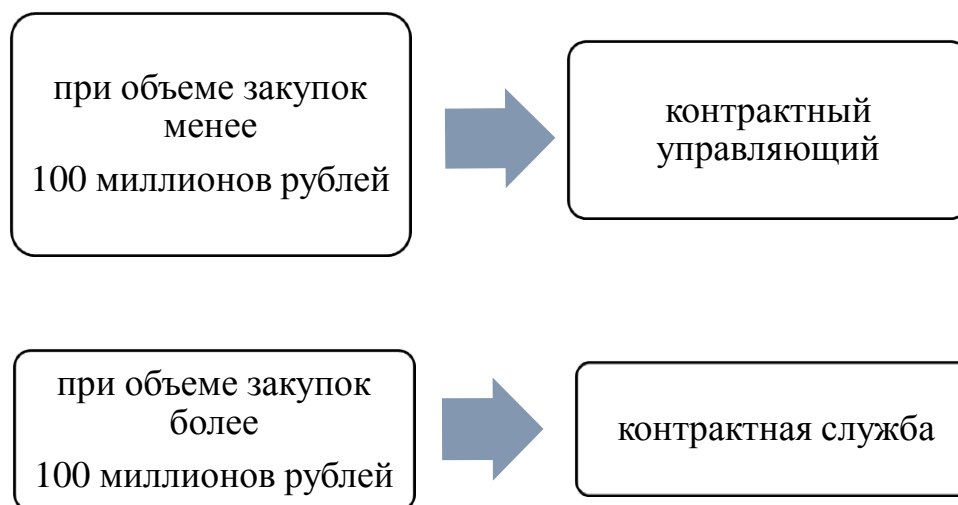 при объеме закупок
менее
100 миллионов рублей
контрактный
управляющий
при объеме закупок
более
100 миллионов рублей
контрактная служба